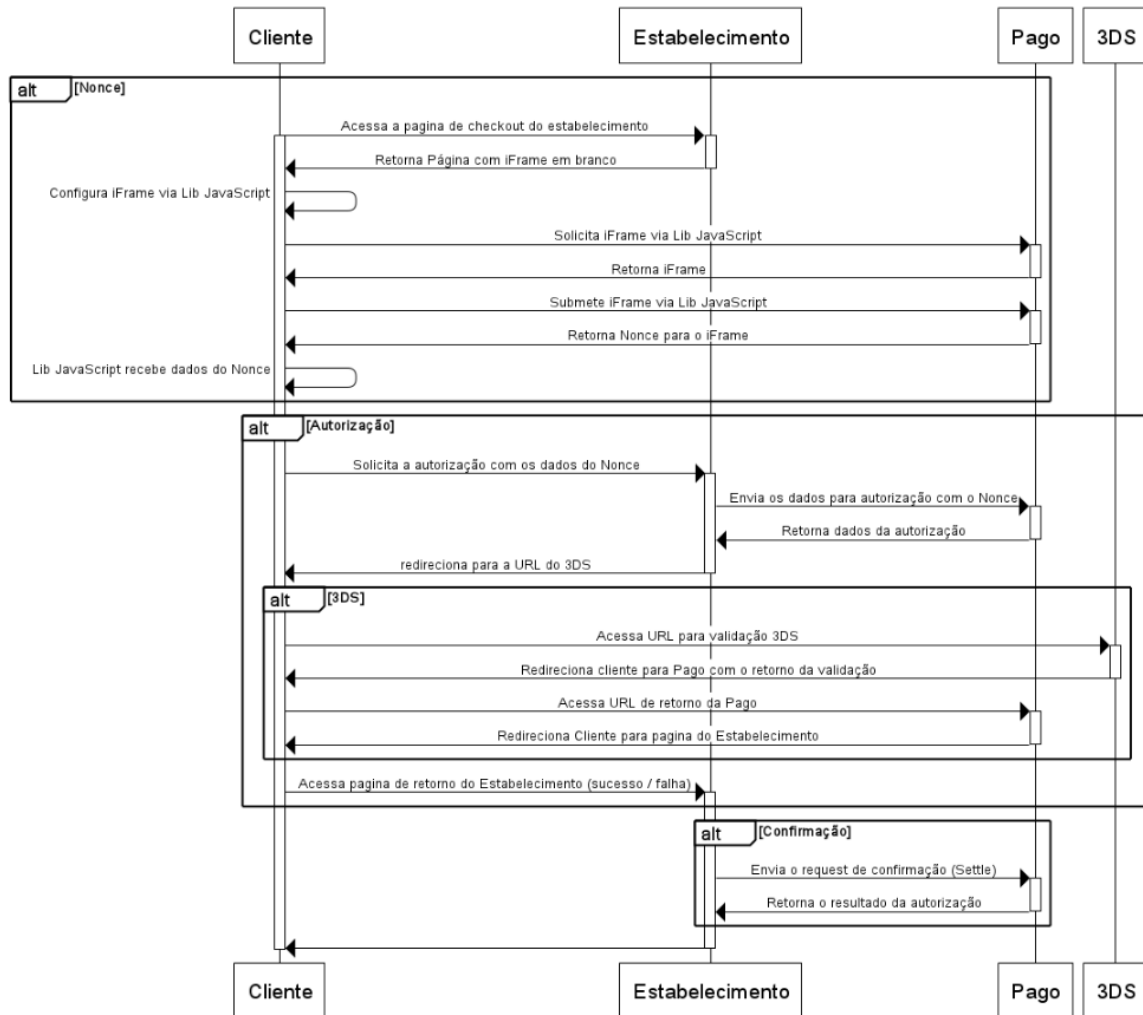 Cliente
Estabelecimento
Pago
3DS
alt
[Nonce]
Acessa a pagina de checkout do estabelecimento
Retorna Página com iFrame em branco
Configura iFrame via Lib JavaScript
Solicita iFrame via Lib JavaScript
Retorna iFrame
Submete iFrame via Lib JavaScript
Retorna Nonce para o iFrame
Lib JavaScript recebe dados do Nonce
alt
[Autorização]
Solicita a autorização com os dados do Nonce
Envia os dados para autorização com o Nonce
Retorna dados da autorização
redireciona para a URL do 3DS
alt
[3DS]
Acessa URL para validação 3DS
Redireciona cliente para Pago com o retorno da validação
Acessa URL de retorno da Pago
Redireciona Cliente para pagina do Estabelecimento
Acessa pagina de retorno do Estabelecimento (sucesso / falha)
alt
[Confirmação]
Envia o request de confirmação (Settle)
Retorna o resultado da autorização
Cliente
Estabelecimento
Pago
3DS